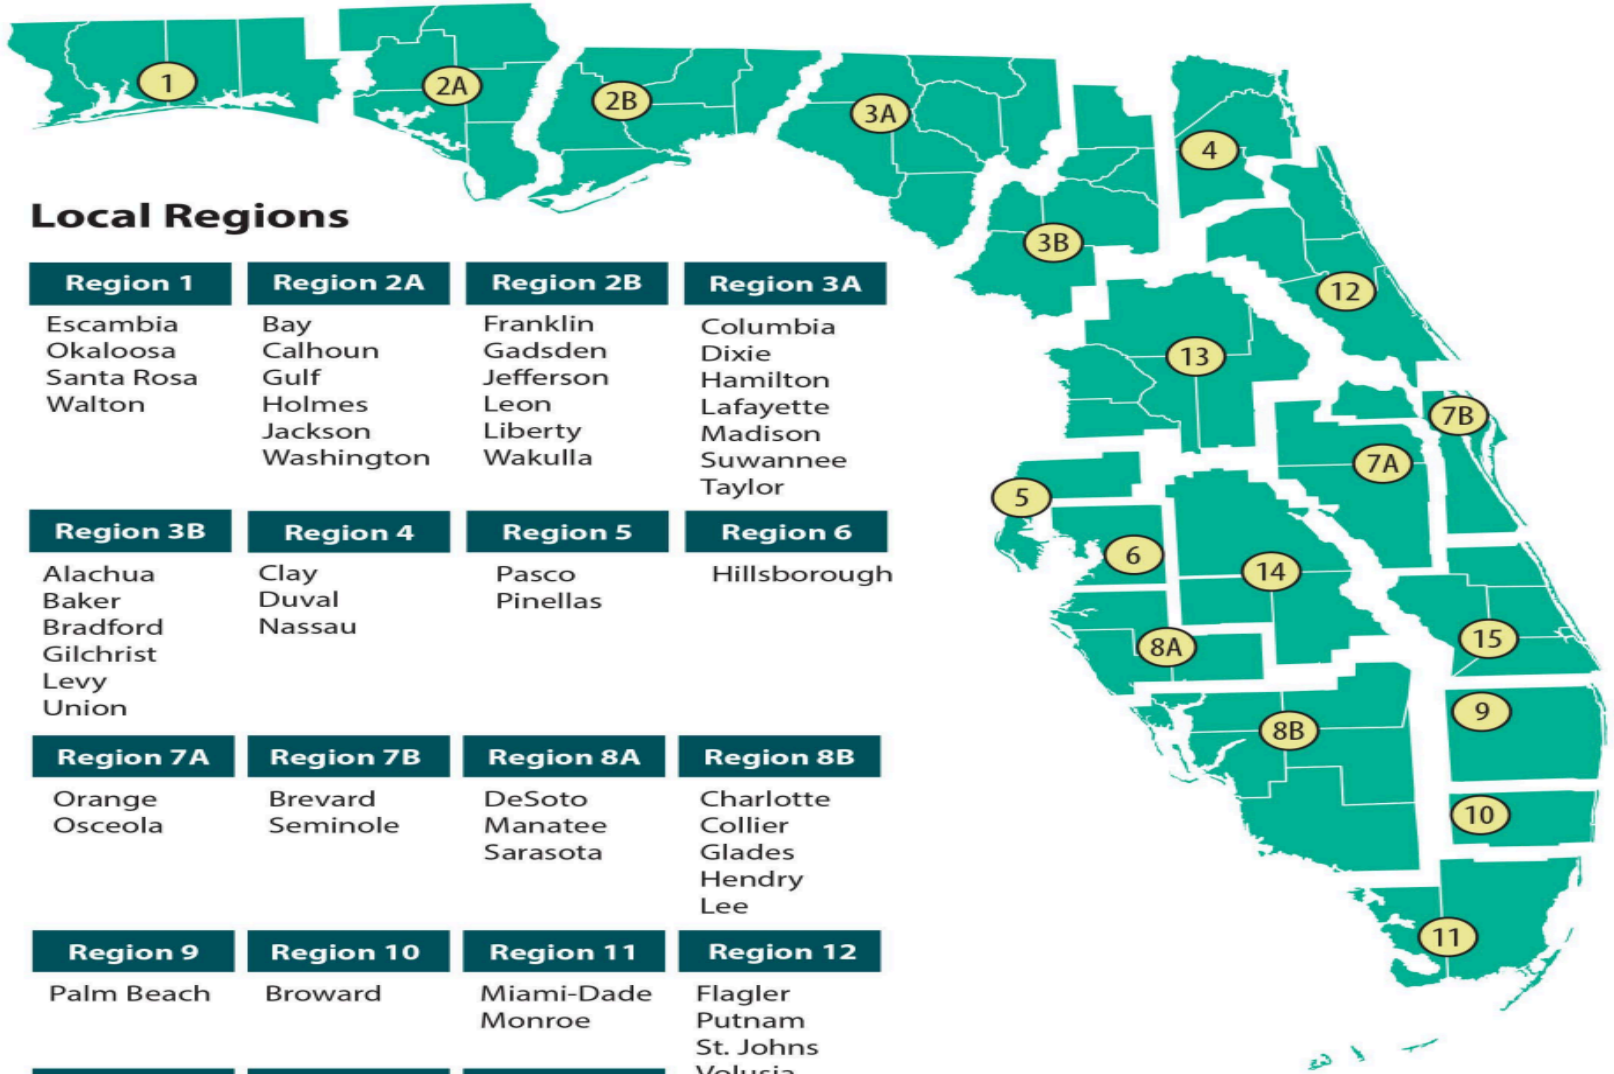 Local Regions
Region 1
Escambia
Okaloosa
Santa Rosa
Walton
Region 2A
Bay
Calhoun
Gulf
Holmes
Jackson
Washington
Region 2B
Franklin
Gadsden
Jefferson
Leon
Liberty
Wakulla
Region 3A
Columbia
Dixie
Hamilton
Lafayette
Madison
Suwannee
Taylor
Region 3B
Alachua
Baker
Bradford
Gilchrist
Levy
Union
Region 4
Clay
Duval
Nassau
Region 5
Pasco
Pinellas
Region 6
Hillsborough
Region 7A
Orange
Osceola
Region 7B
Brevard
Seminole
Region 8A
DeSoto
Manatee
Sarasota
Region 8B
Charlotte
Collier
Glades
Hendry
Lee
Region 9
Palm Beach
Region 10
Broward
Region 11
Miami-Dade
Monroe
Region 12
Flagler
Putnam
St. Johns
Volusia
1
2A
2B
3A
4
3B
12
13
7B
7A
5
6
14
15
8A
9
8B
10
11